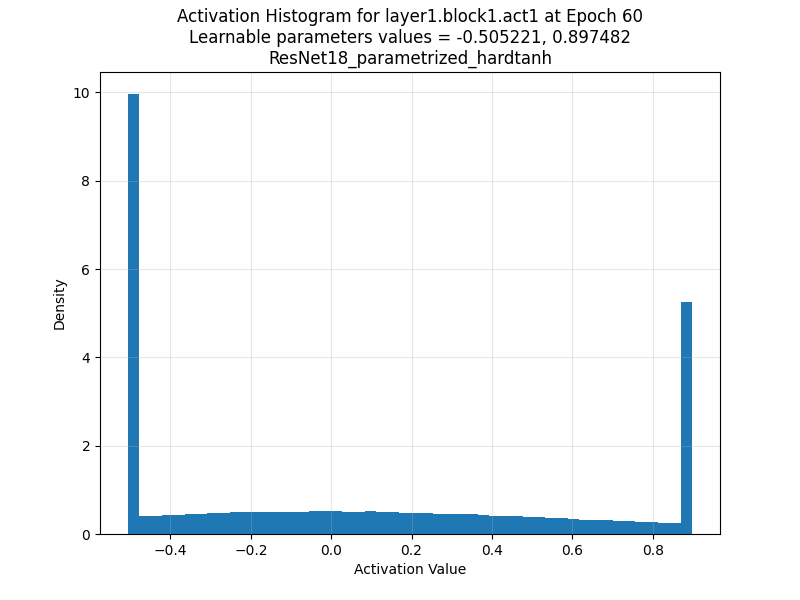 Activation Histogram for layer1.block1.act1 at Epoch 60
Learnable parameters values = -0.505221, 0.897482
ResNet18_parametrized_hardtanh
Density
10
8
6
4
2
0
−0.4 −0.2 0.0 0.2 0.4 0.6 0.8
Activation Value